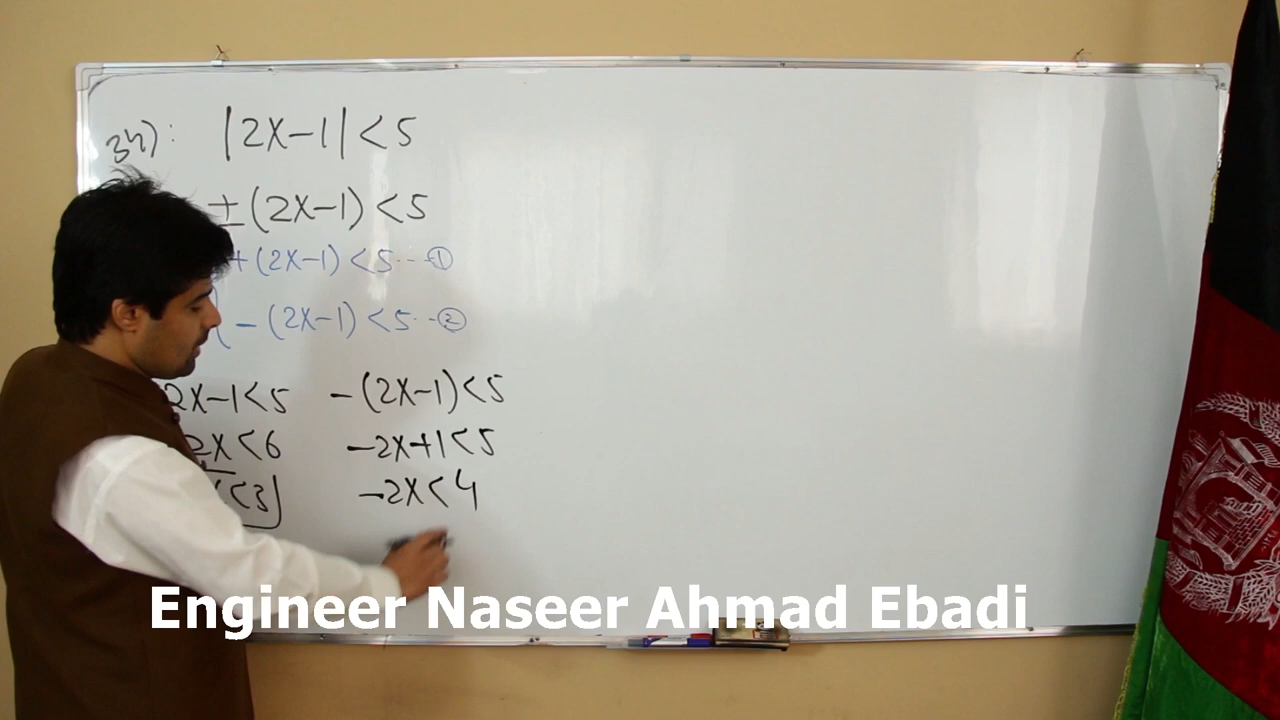 34): |2X-1|<5
±(2X-1)<5
+(2X-1)<5--①
-(2X-1)<5--②
2X-1<5 -(2X-1)<5
2X<6 -2X+1<5
<3 -2X<4
Engineer Naseer Ahmad Ebadi